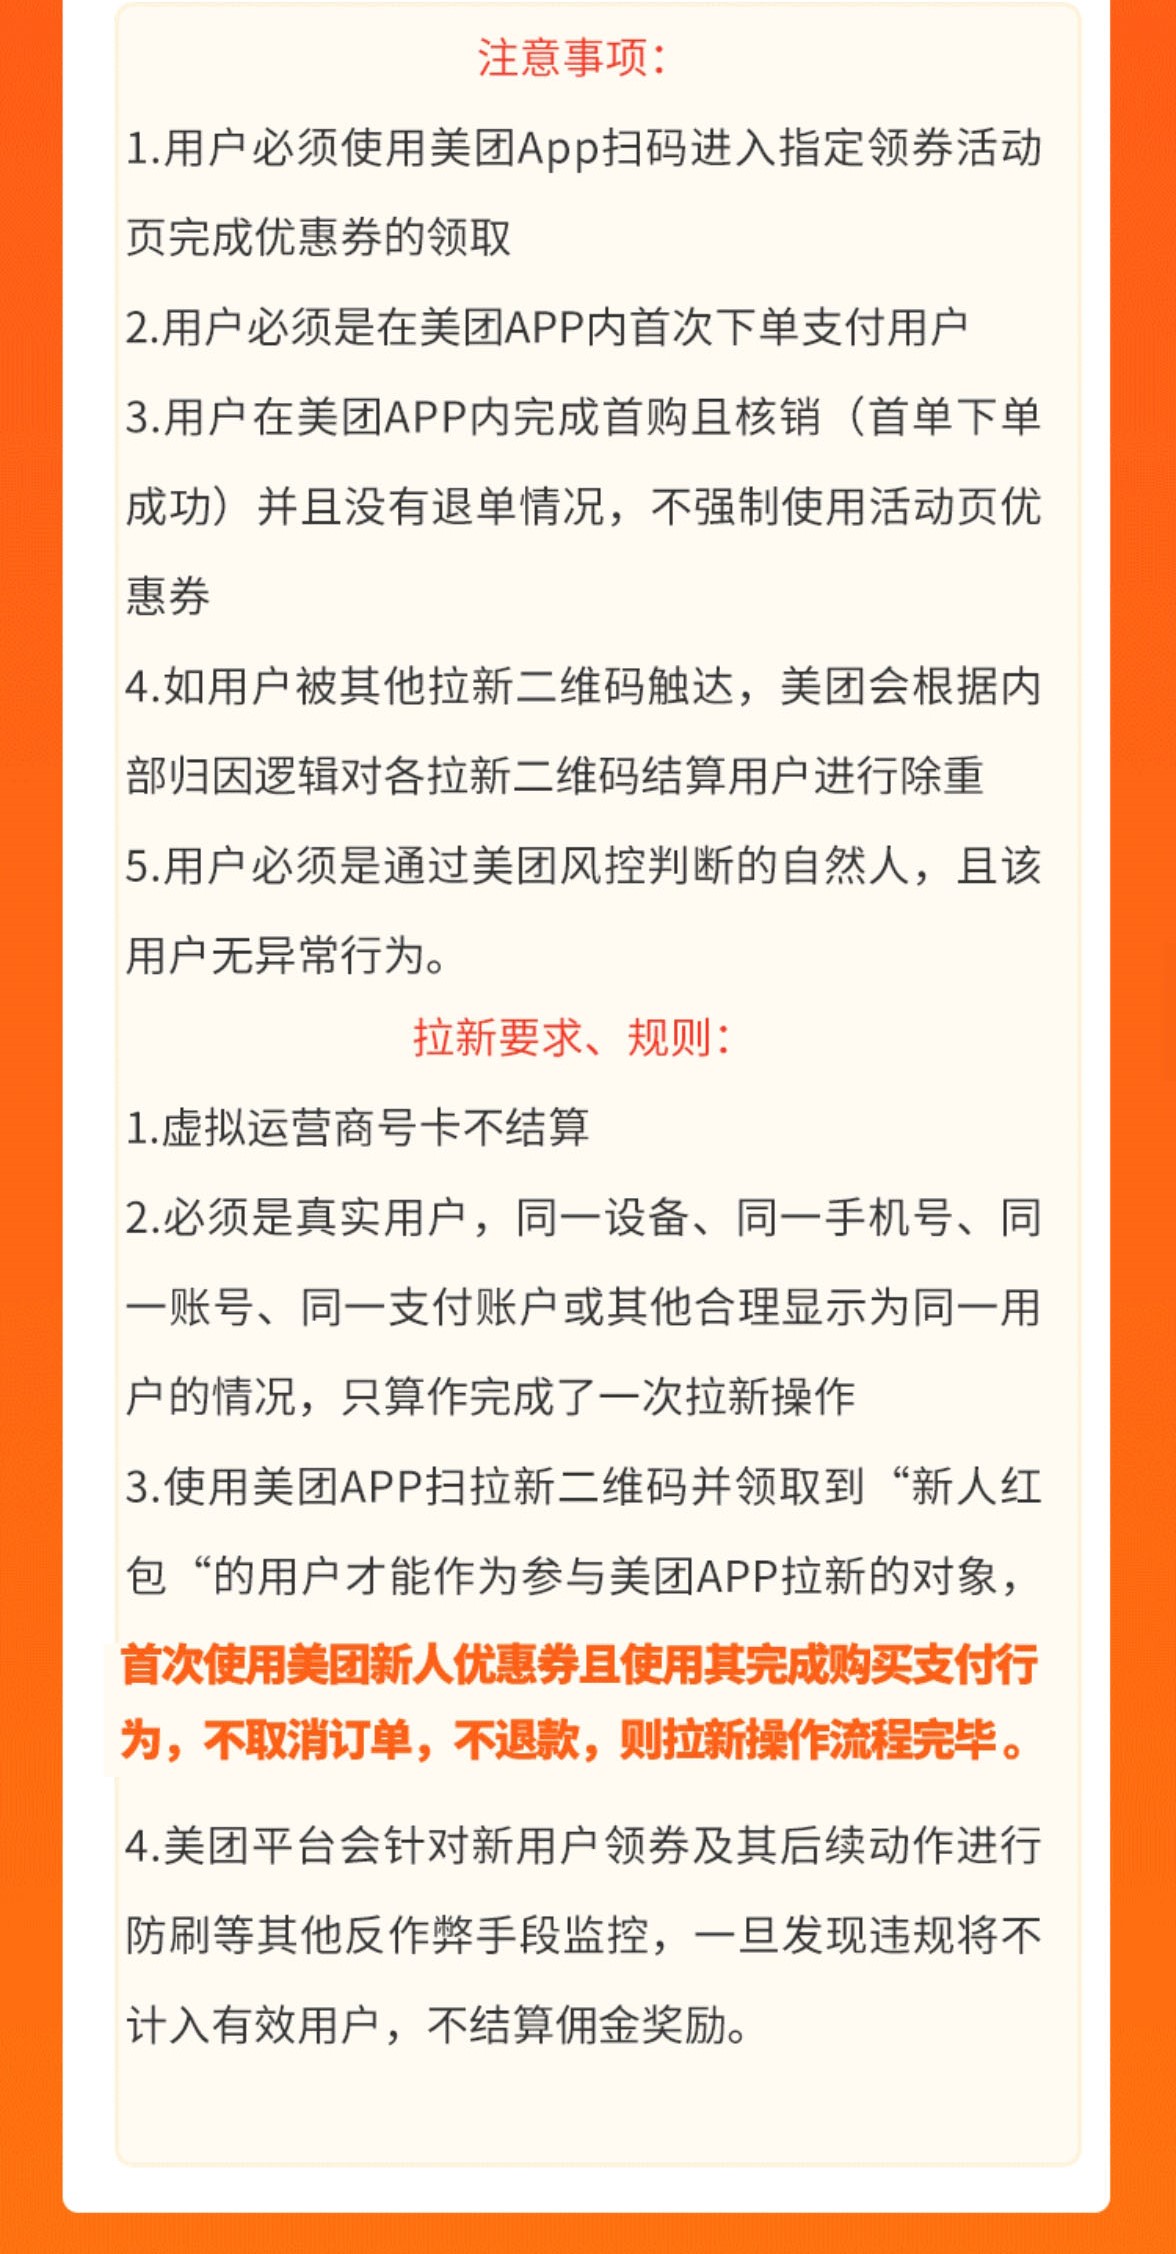 注意事项：
1.用户必须使用美团App扫码进入指定领券活动
页完成优惠券的领取
2.用户必须是在美团APP内首次下单支付用户
3.用户在美团APP内完成首购且核销（首单下单
成功）并且没有退单情况，不强制使用活动页优
惠券
4.如用户被其他拉新二维码触达，美团会根据内
部归因逻辑对各拉新二维码结算用户进行除重
5.用户必须是通过美团风控判断的自然人，且该
用户无异常行为。
拉新要求、规则：
1.虚拟运营商号卡不结算
2.必须是真实用户，同一设备、同一手机号、同
一账号、同一支付账户或其他合理显示为同一用
户的情况，只算作完成了一次拉新操作
3.使用美团APP扫拉新二维码并领取到“新人红
包“的用户才能作为参与美团APP拉新的对象，
首次使用美团新人优惠券且使用其完成购买支付行
为，不取消订单，不退款，则拉新操作流程完毕。
4.美团平台会针对新用户领券及其后续动作进行
防刷等其他反作弊手段监控，一旦发现违规将不
计入有效用户，不结算佣金奖励。